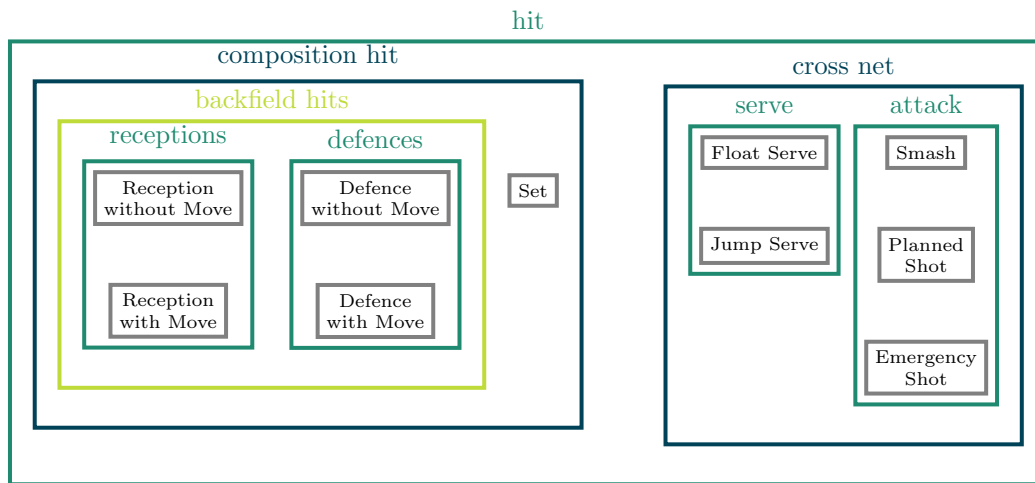 hit
composition hit
cross net
backfield hits
serve
attack
receptions
defences
Float Serve
Smash
Reception
without Move
Defence
without Move
Set
Jump Serve
Planned
Shot
Reception
with Move
Defence
with Move
Emergency
Shot